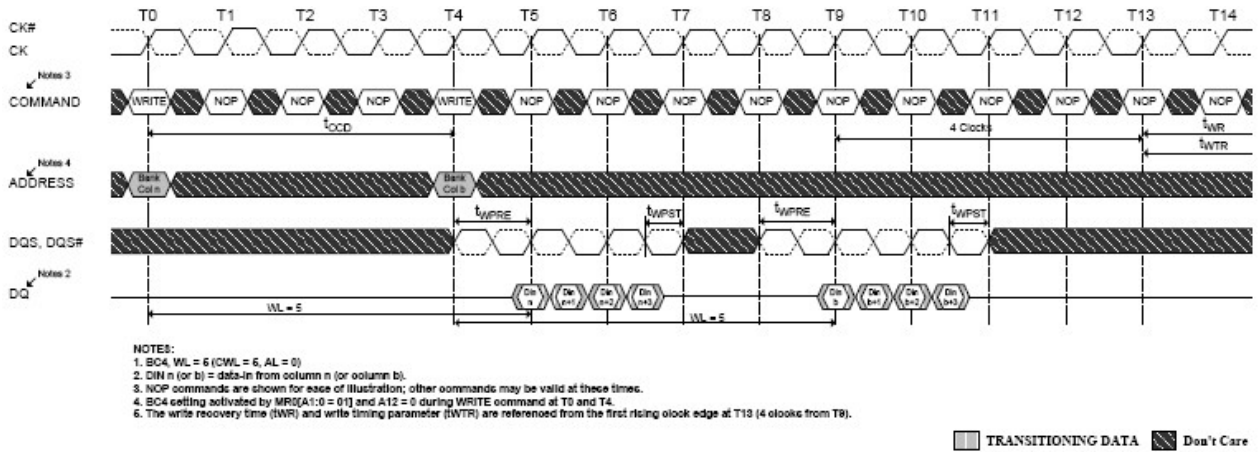 T0 T1 T2 T3 T4 T5 T6 T7 T8 T9 T10 T11 T12 T13 T14
CK#
CK
Notes 3
COMMAND
WRITE NOP NOP NOP WRITE NOP NOP NOP NOP NOP NOP NOP NOP NOP NOP
tCCD
4 Clocks
tWR
tWTR
Notes 4
ADDRESS
Bank Col n
Bank Col b
tWPRE
tWPST
tWPRE
tWPST
DQS, DQS#
Notes 2
DQ
Din n
Din n+1
Din n+2
Din n+3
Din b
Din b+1
Din b+2
Din b+3
WL = 5
WL = 5
NOTES:
1. BC4, WL = 5 (CWL = 5, AL = 0)
2. DIN n (or b) = data-in from column n (or column b).
3. NOP commands are shown for ease of illustration; other commands may be valid at these times.
4. BC4 setting activated by MR0[A1:0 = 01] and A12 = 0 during WRITE command at T0 and T4.
5. The write recovery time (tWR) and write timing parameter (tWTR) are referenced from the first rising clock edge at T13 (4 clocks from T9).
TRANSITIONING DATA
Don't Care